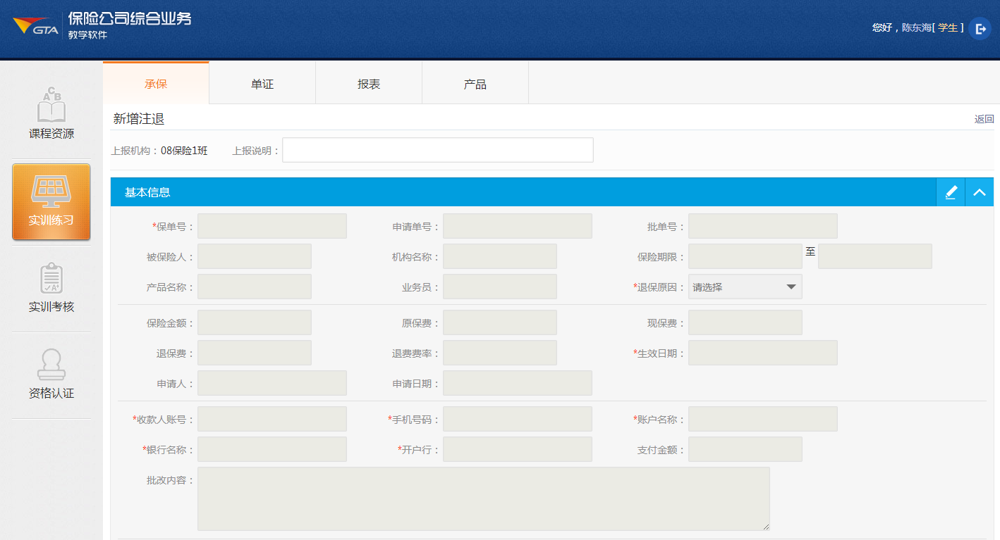 GTA
保险公司综合业务
教学软件
您好，陈东海[ 学生 ]
A C B
课程资源
实训练习
A+
实训考核
资格认证
承保 单证 报表 产品
新增注退 返回
上报机构： 08保险1班 上报说明：
基本信息
*保单号： 申请单号： 批单号：
被保险人： 机构名称： 保险期限： 至
产品名称： 业务员： *退保原因： 请选择
保险金额： 原保费： 现保费：
退保费： 退费费率： *生效日期：
申请人： 申请日期：
*收款人账号： *手机号码： *账户名称：
*银行名称： *开户行： 支付金额：
批改内容：